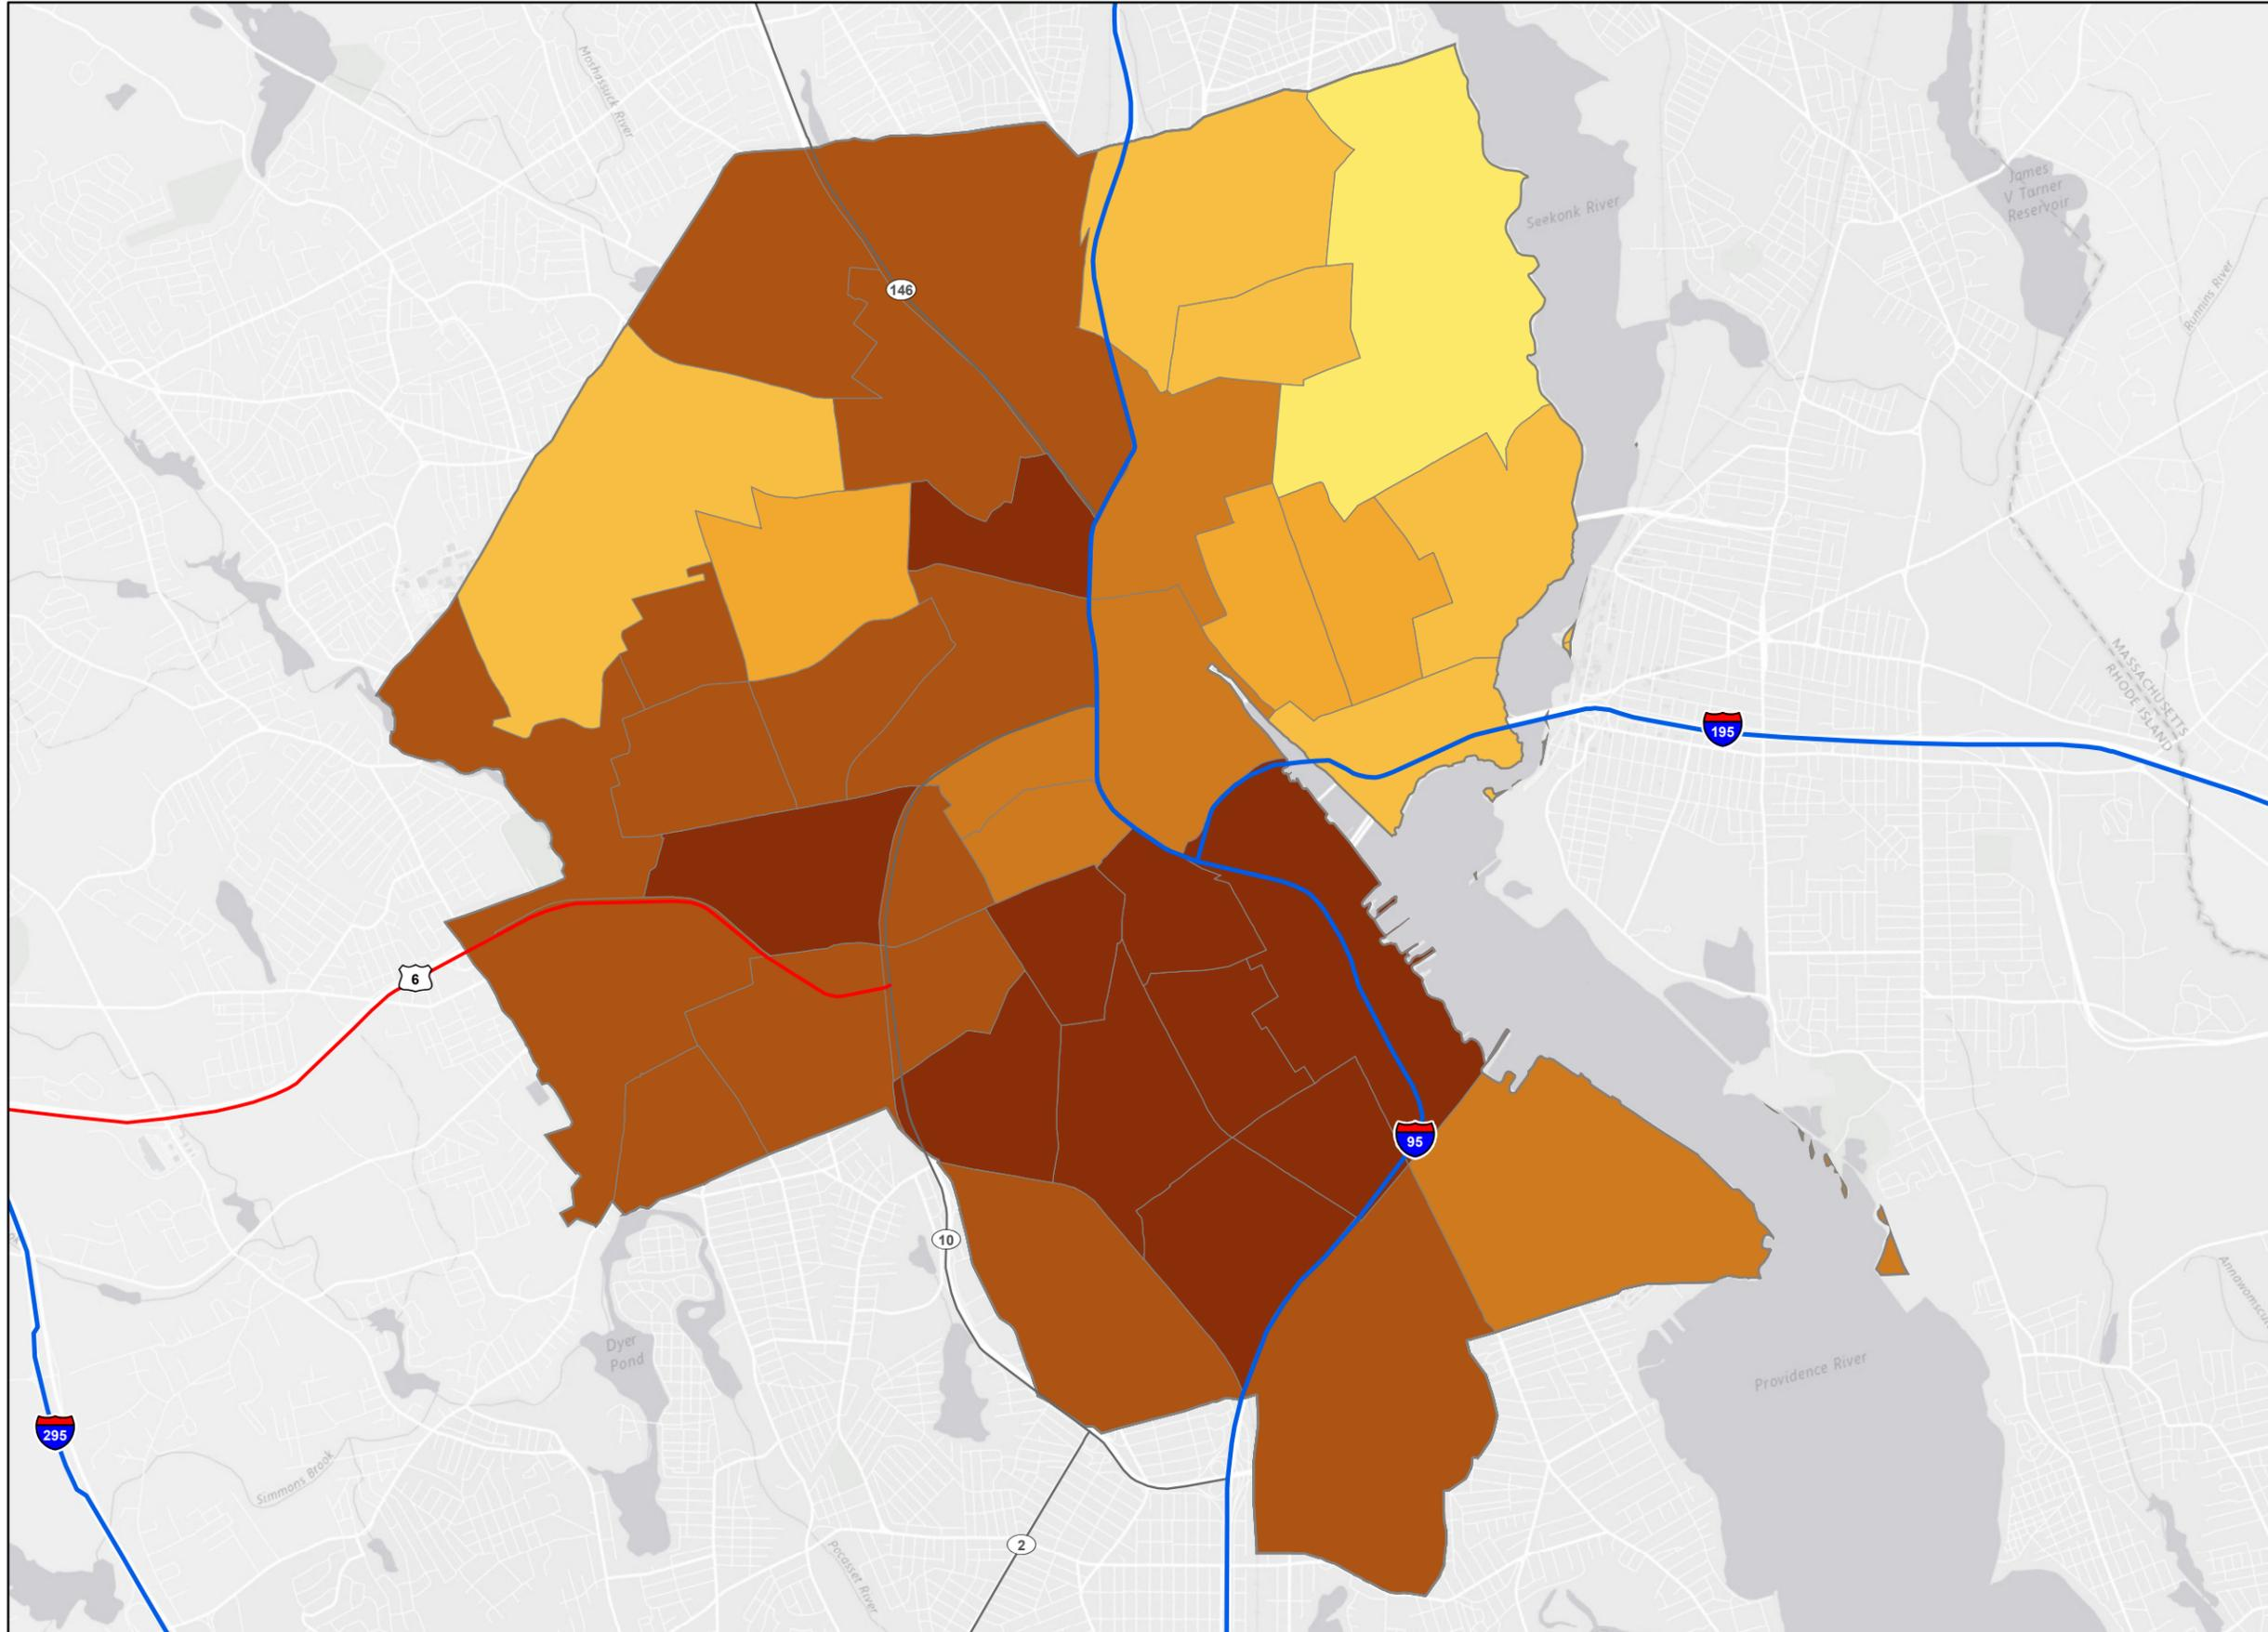 Moshassuck River
146
Seekonk River
James
V Tarner
Reservoir
Runnins River
MASSACHUSETTS
RHODE ISLAND
195
6
95
10
Dyer
Pond
Providence River
295
Simmons Brook
Pocasset River
2